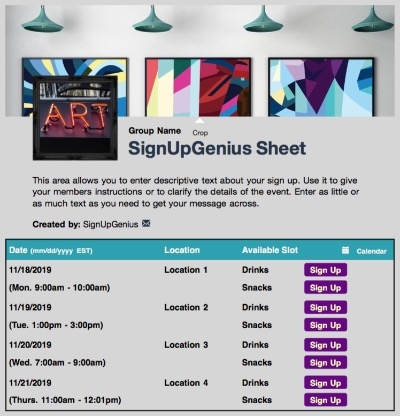 ART
Group Name
Crop
SignUpGenius Sheet
This area allows you to enter descriptive text about your sign up. Use it to give
your members instructions or to clarify the details of the event. Enter as little or
as much text as you need to get your message across.
Created by: SignUpGenius
Date (mm/dd/yyyy EST) Location Available Slot Calendar
11/18/2019 Location 1 Drinks Sign Up
(Mon. 9:00am - 10:00am) Snacks Sign Up
11/19/2019 Location 2 Drinks Sign Up
(Tue. 1:00pm - 3:00pm) Snacks Sign Up
11/20/2019 Location 3 Drinks Sign Up
(Wed. 7:00am - 9:00am) Snacks Sign Up
11/21/2019 Location 4 Drinks Sign Up
(Thurs. 11:00am - 12:01pm) Snacks Sign Up